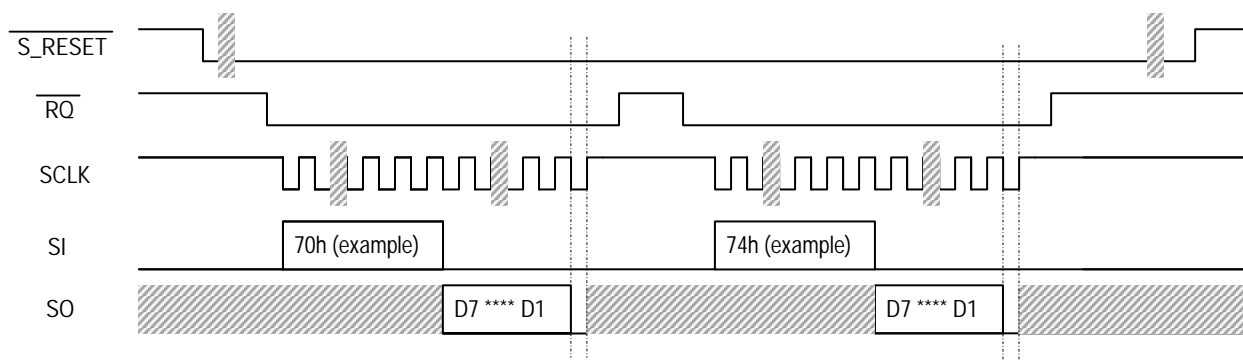 S_RESET
RQ
SCLK
SI 70h (example) 74h (example)
SO D7 **** D1 D7 **** D1